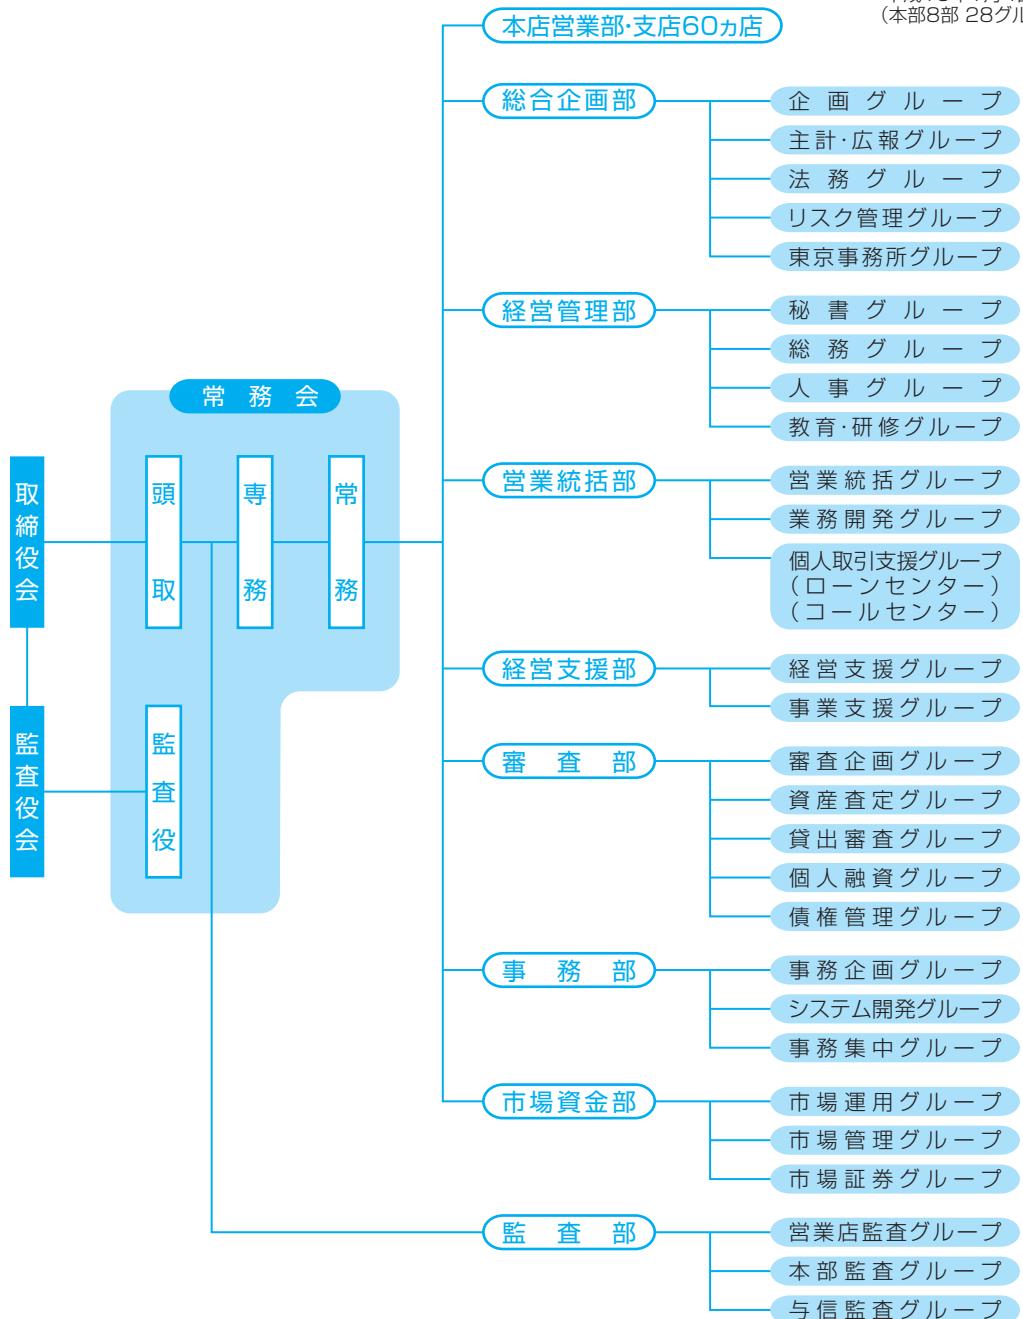 (本部8部 28グル
本店営業部・支店60ヵ店
総合企画部
企画グループ
主計・広報グループ
法務グループ
リスク管理グループ
東京事務所グループ
経営管理部
秘書グループ
総務グループ
人事グループ
教育・研修グループ
常務会
取締役会
頭取
専務
常務
営業統括部
営業統括グループ
業務開発グループ
個人取引支援グループ
(ローンセンター)
(コールセンター)
経営支援部
経営支援グループ
事業支援グループ
監査役会
監査役
審査部
審査企画グループ
資産査定グループ
貸出審査グループ
個人融資グループ
債権管理グループ
事務部
事務企画グループ
システム開発グループ
事務集中グループ
市場資金部
市場運用グループ
市場管理グループ
市場証券グループ
監査部
営業店監査グループ
本部監査グループ
与信監査グループ